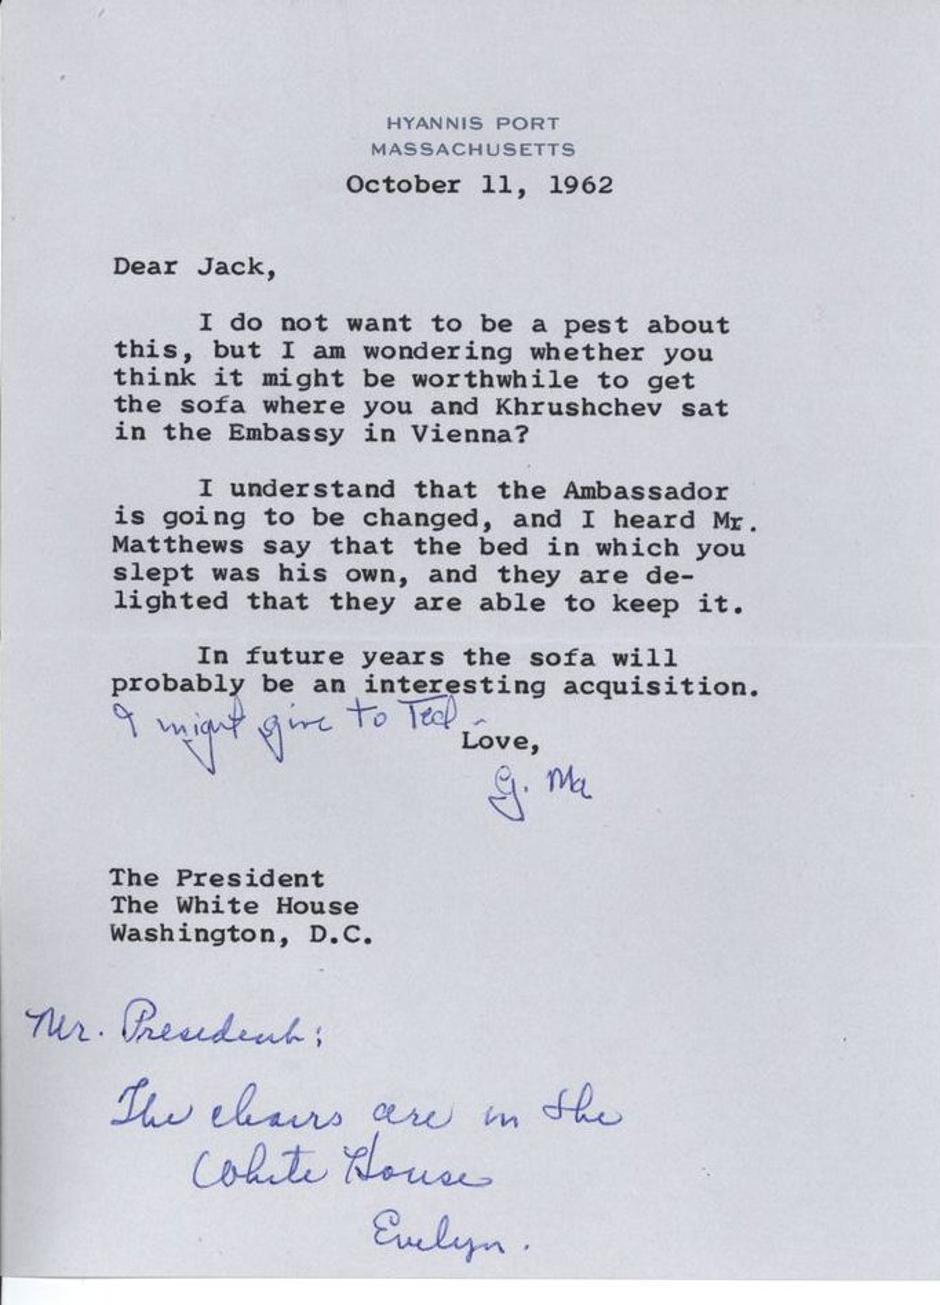 HYANNIS PORT
MASSACHUSETTS
October 11, 1962
Dear Jack,
I do not want to be a pest about
this, but I am wondering whether you
think it might be worthwhile to get
the sofa where you and Khrushchev sat
in the Embassy in Vienna?
I understand that the Ambassador
is going to be changed, and I heard Mr.
Matthews say that the bed in which you
slept was his own, and they are de-
lighted that they are able to keep it.
In future years the sofa will
probably be an interesting acquisition.
I might give to Ted -
Love,
G. Ma
The President
The White House
Washington, D.C.
Mr. President:
The chairs are in the
White House
Evelyn.